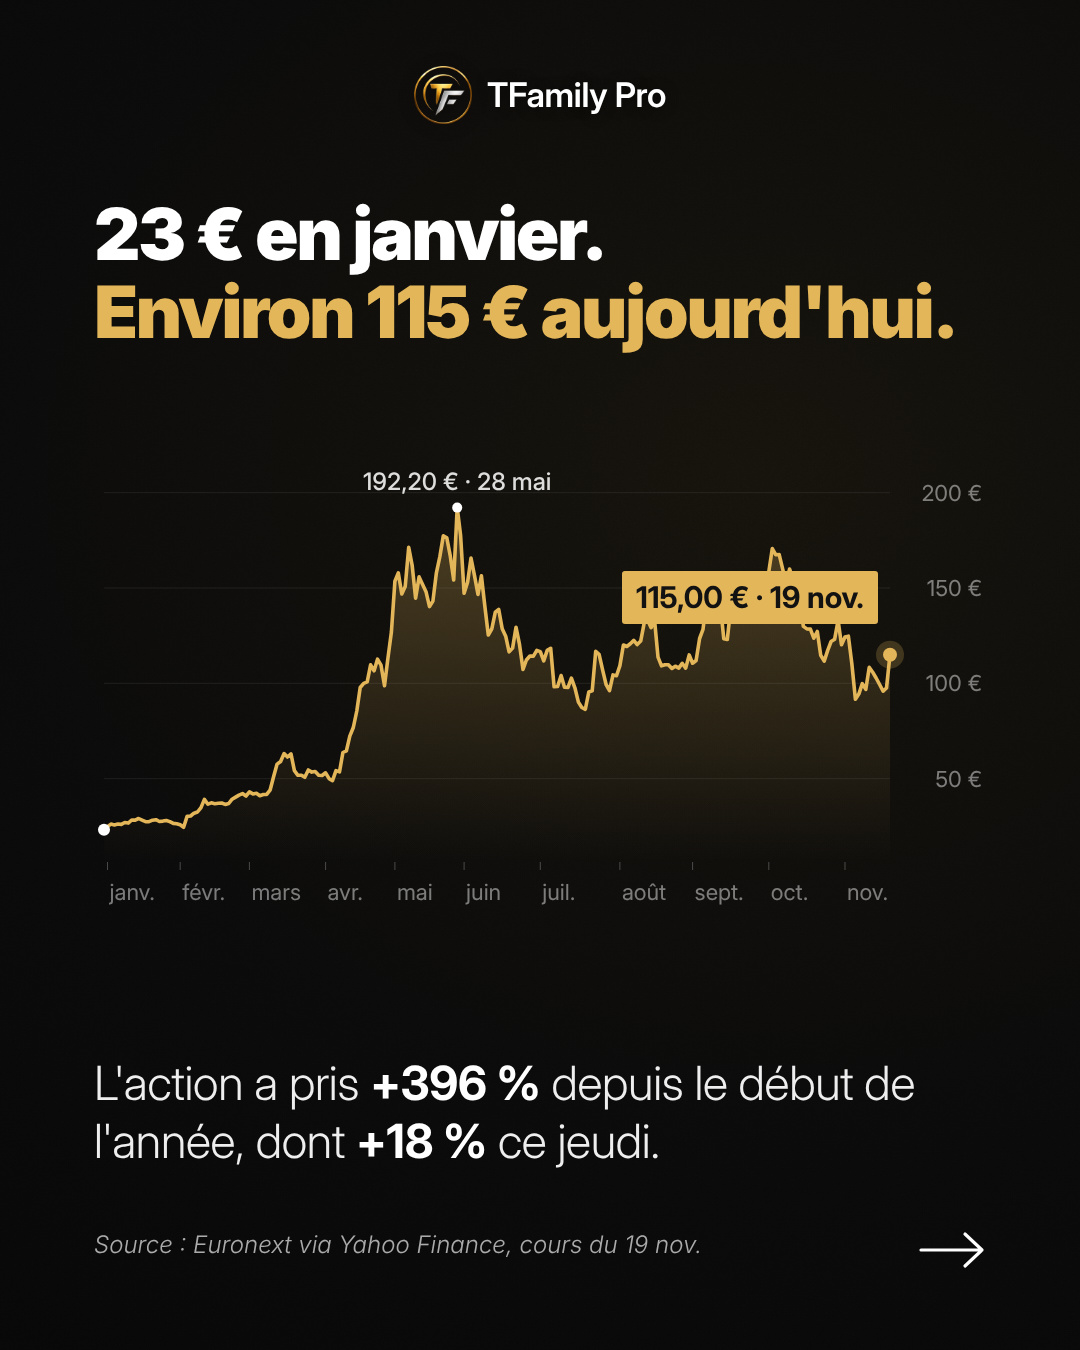 TFamily Pro
23 € en janvier.
Environ 115 € aujourd'hui.
192,20 € · 28 mai
200 €
115,00 € · 19 nov.
150 €
100 €
50 €
janv. févr. mars avr. mai juin juil. août sept. oct. nov.
L'action a pris +396 % depuis le début de
l'année, dont +18 % ce jeudi.
Source : Euronext via Yahoo Finance, cours du 19 nov.